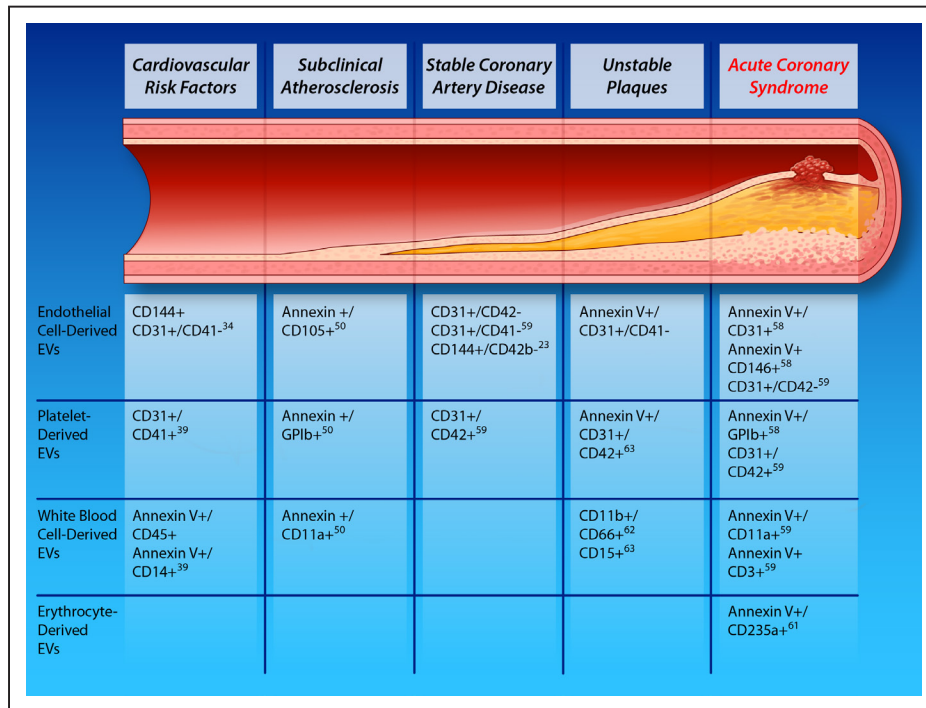 Cardiovascular
Risk Factors
Subclinical
Atherosclerosis
Stable Coronary
Artery Disease
Unstable
Plaques
Acute Coronary
Syndrome
Endothelial
Cell-Derived
EVs
CD144+
CD31+/CD41-34
Annexin +/
CD105+50
CD31+/CD42-
CD31+/CD41-59
CD144+/CD42b-23
Annexin V+/
CD31+/CD41-
Annexin V+/
CD31+58
Annexin V+
CD146+58
CD31+/CD42-59
Platelet-
Derived
EVs
CD31+/
CD41+39
Annexin +/
GPIb+50
CD31+/
CD42+59
Annexin V+/
CD31+/
CD42+63
Annexin V+/
GPIb+58
CD31+/
CD42+59
White Blood
Cell-Derived
EVs
Annexin V+/
CD45+
Annexin V+/
CD14+39
Annexin +/
CD11a+50
CD11b+/
CD66+62
CD15+63
Annexin V+/
CD11a+59
Annexin V+
CD3+59
Erythrocyte-
Derived
EVs
Annexin V+/
CD235a+61